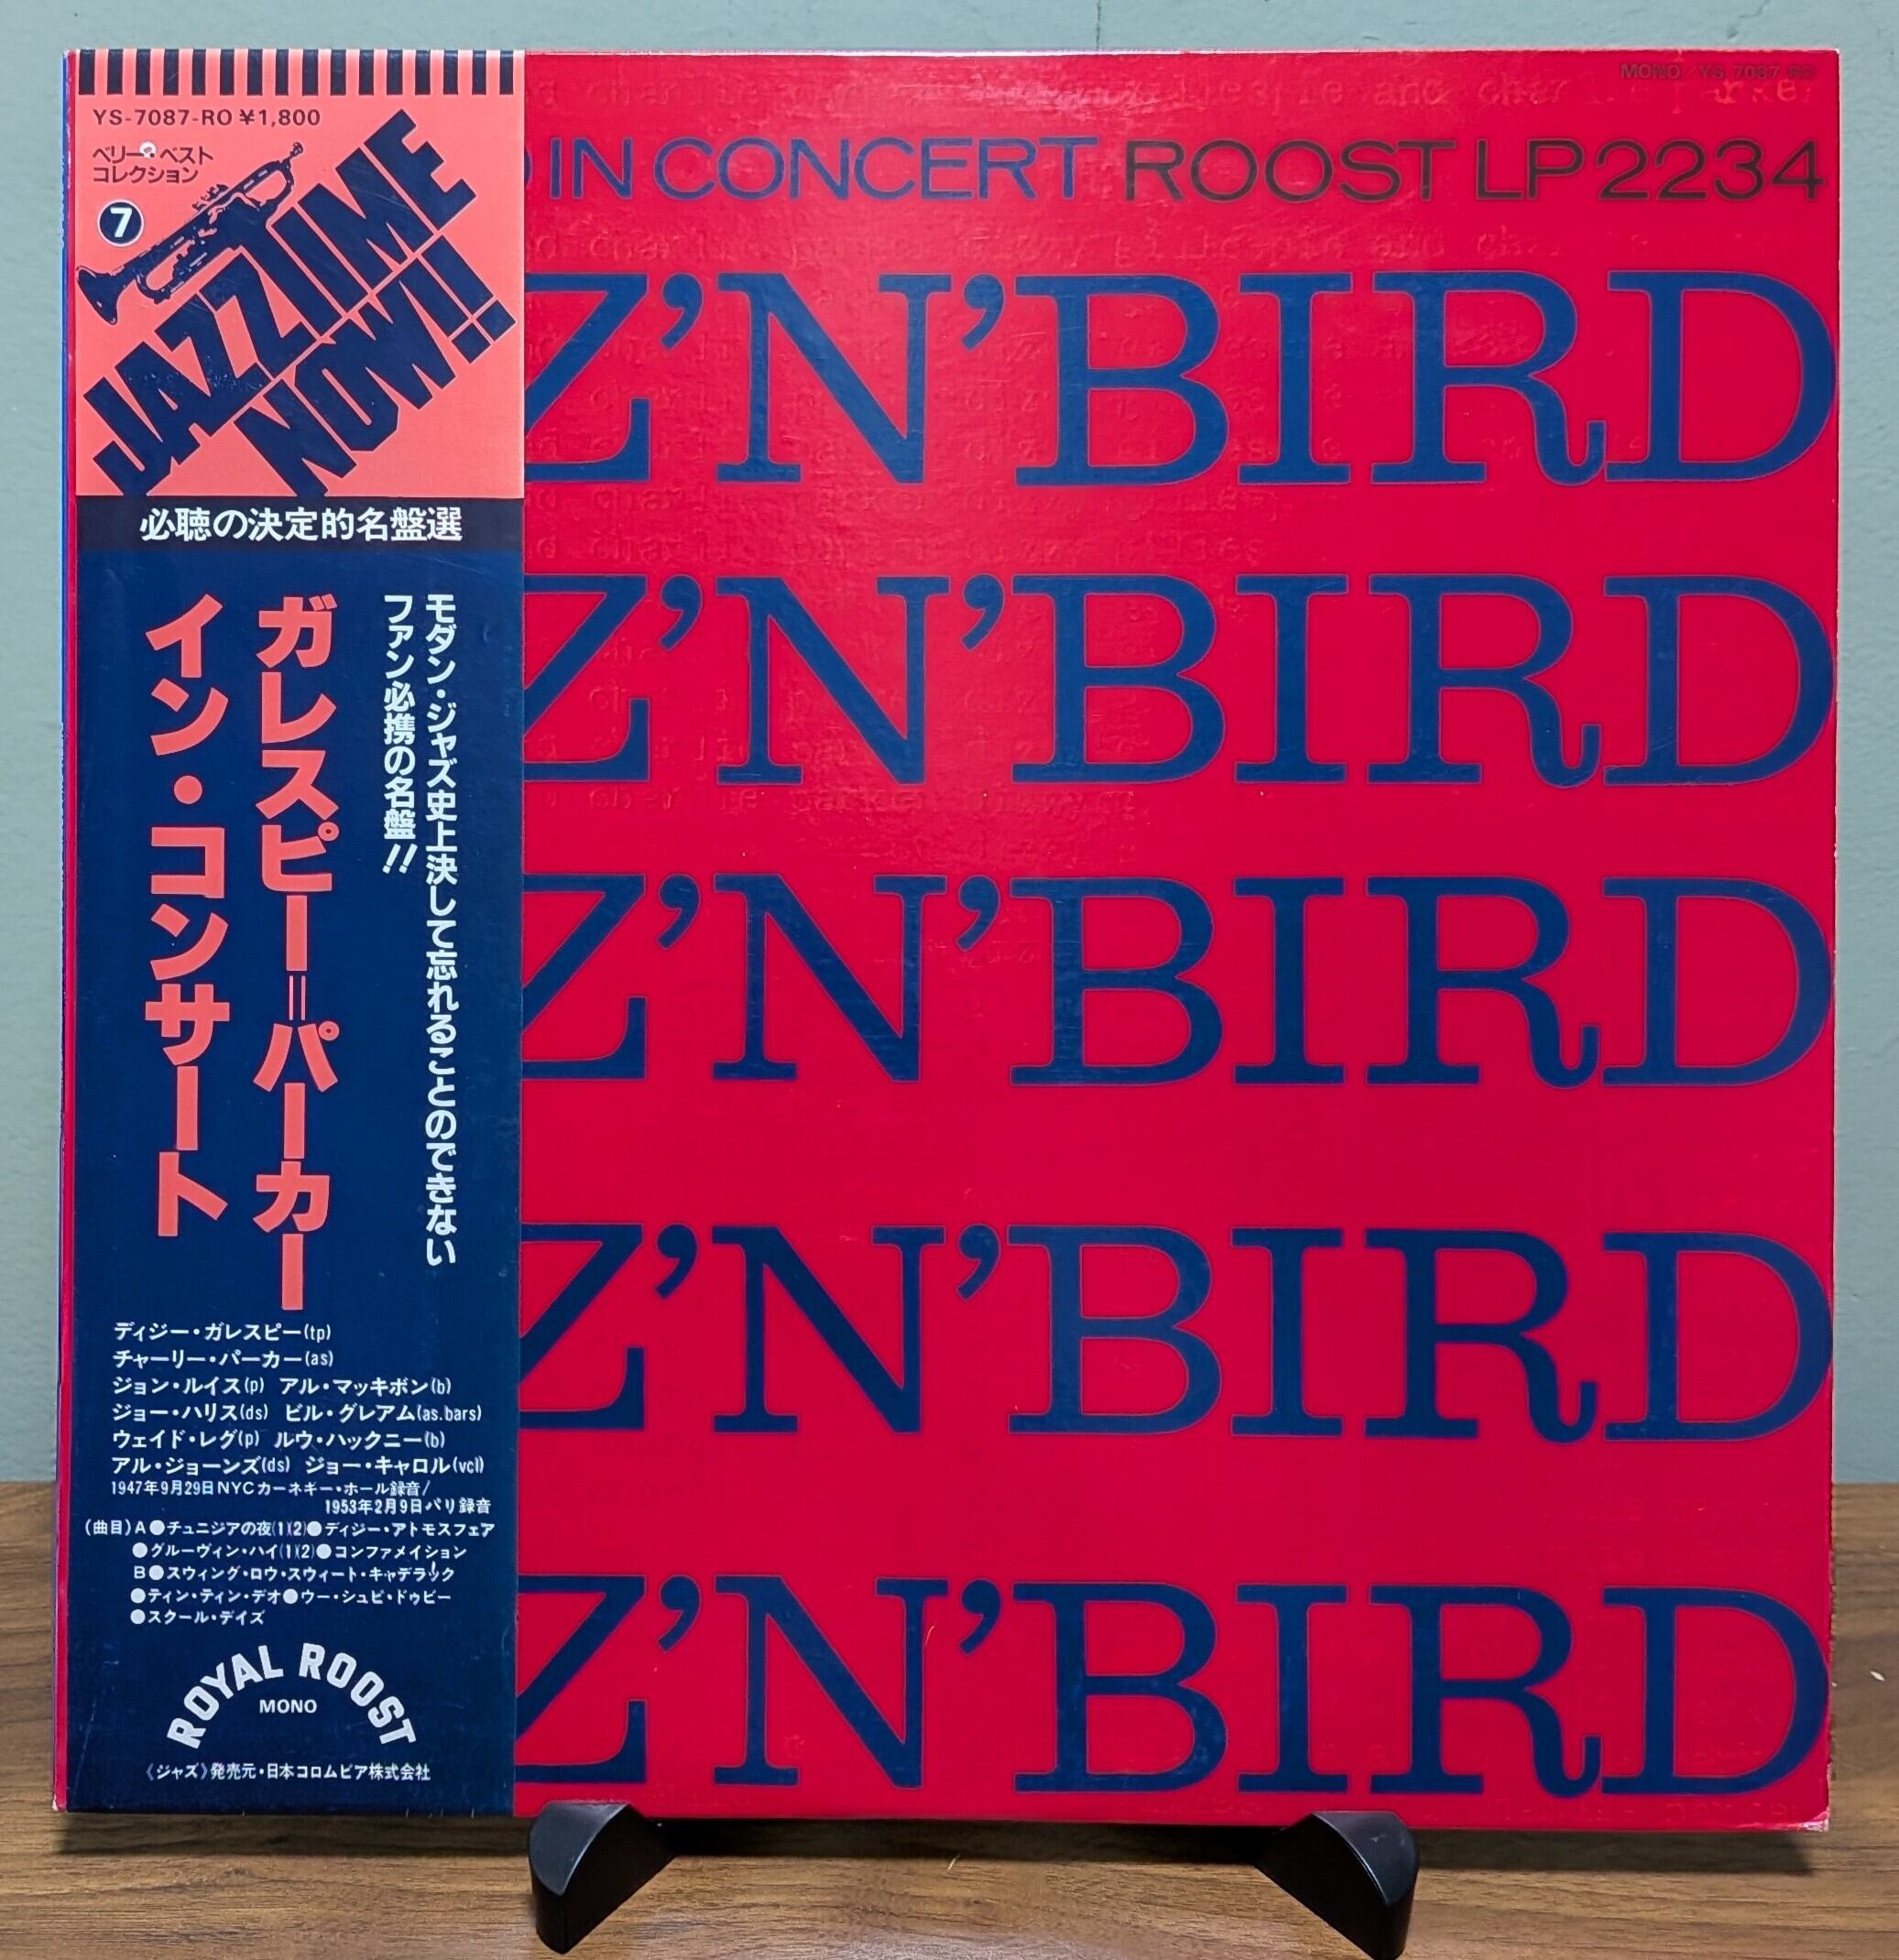 YS-7087-RO ¥1,800
ベリー・ベスト
コレクション
7
JAZZ TIME
NOW!!
必聴の決定的名盤選
モダン・ジャズ史上決して忘れることのできない
ファン必携の名盤!!
ガレスピー=パーカー
イン・コンサート
ディジー・ガレスピー(tp)
チャーリー・パーカー(as)
ジョン・ルイス(p) アル・マッキボン(b)
ジョー・ハリス(ds) ビル・グレアム(as.bars)
ウェイド・レグ(p) ルウ・ハックニー(b)
アル・ジョーンズ(ds) ジョー・キャロル(vcl)
1947年9月29日NYCカーネギー・ホール録音/
1953年2月9日パリ録音
(曲目)A●チュニジアの夜(1)(2)●ディジー・アトモスフェア
●グルーヴィン・ハイ(1)(2)●コンファメイション
B●スウィング・ロウ・スウィート・キャデラック
●ティン・ティン・デオ●ウー・シュビ・ドゥビー
●スクール・デイズ
ROYAL ROOST
MONO
《ジャズ》発売元・日本コロムビア株式会社
MONO/YS 7087 RO
IN CONCERT ROOST LP2234
Z'N'BIRD
Z'N'BIRD
Z'N'BIRD
Z'N'BIRD
Z'N'BIRD